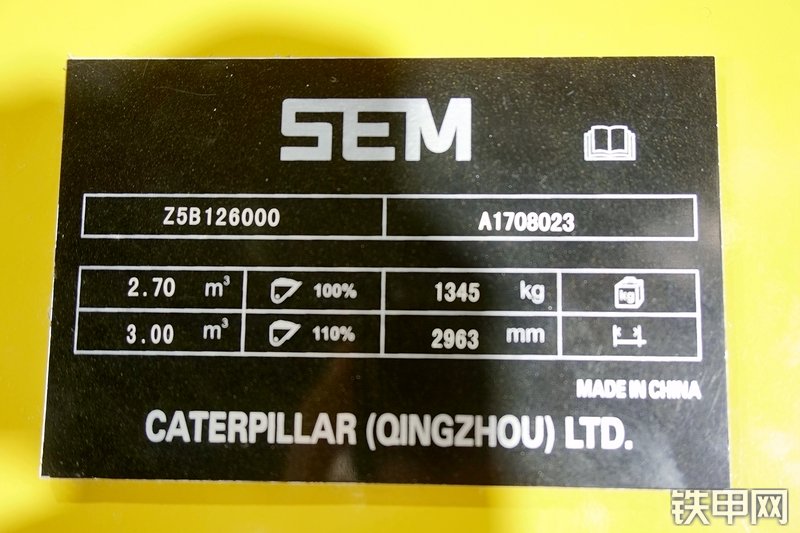 SEM
Z5B126000 A1708023
2.70 m³ 100% 1345 kg kg
3.00 m³ 110% 2963 mm
MADE IN CHINA
CATERPILLAR (QINGZHOU) LTD.
铁甲网